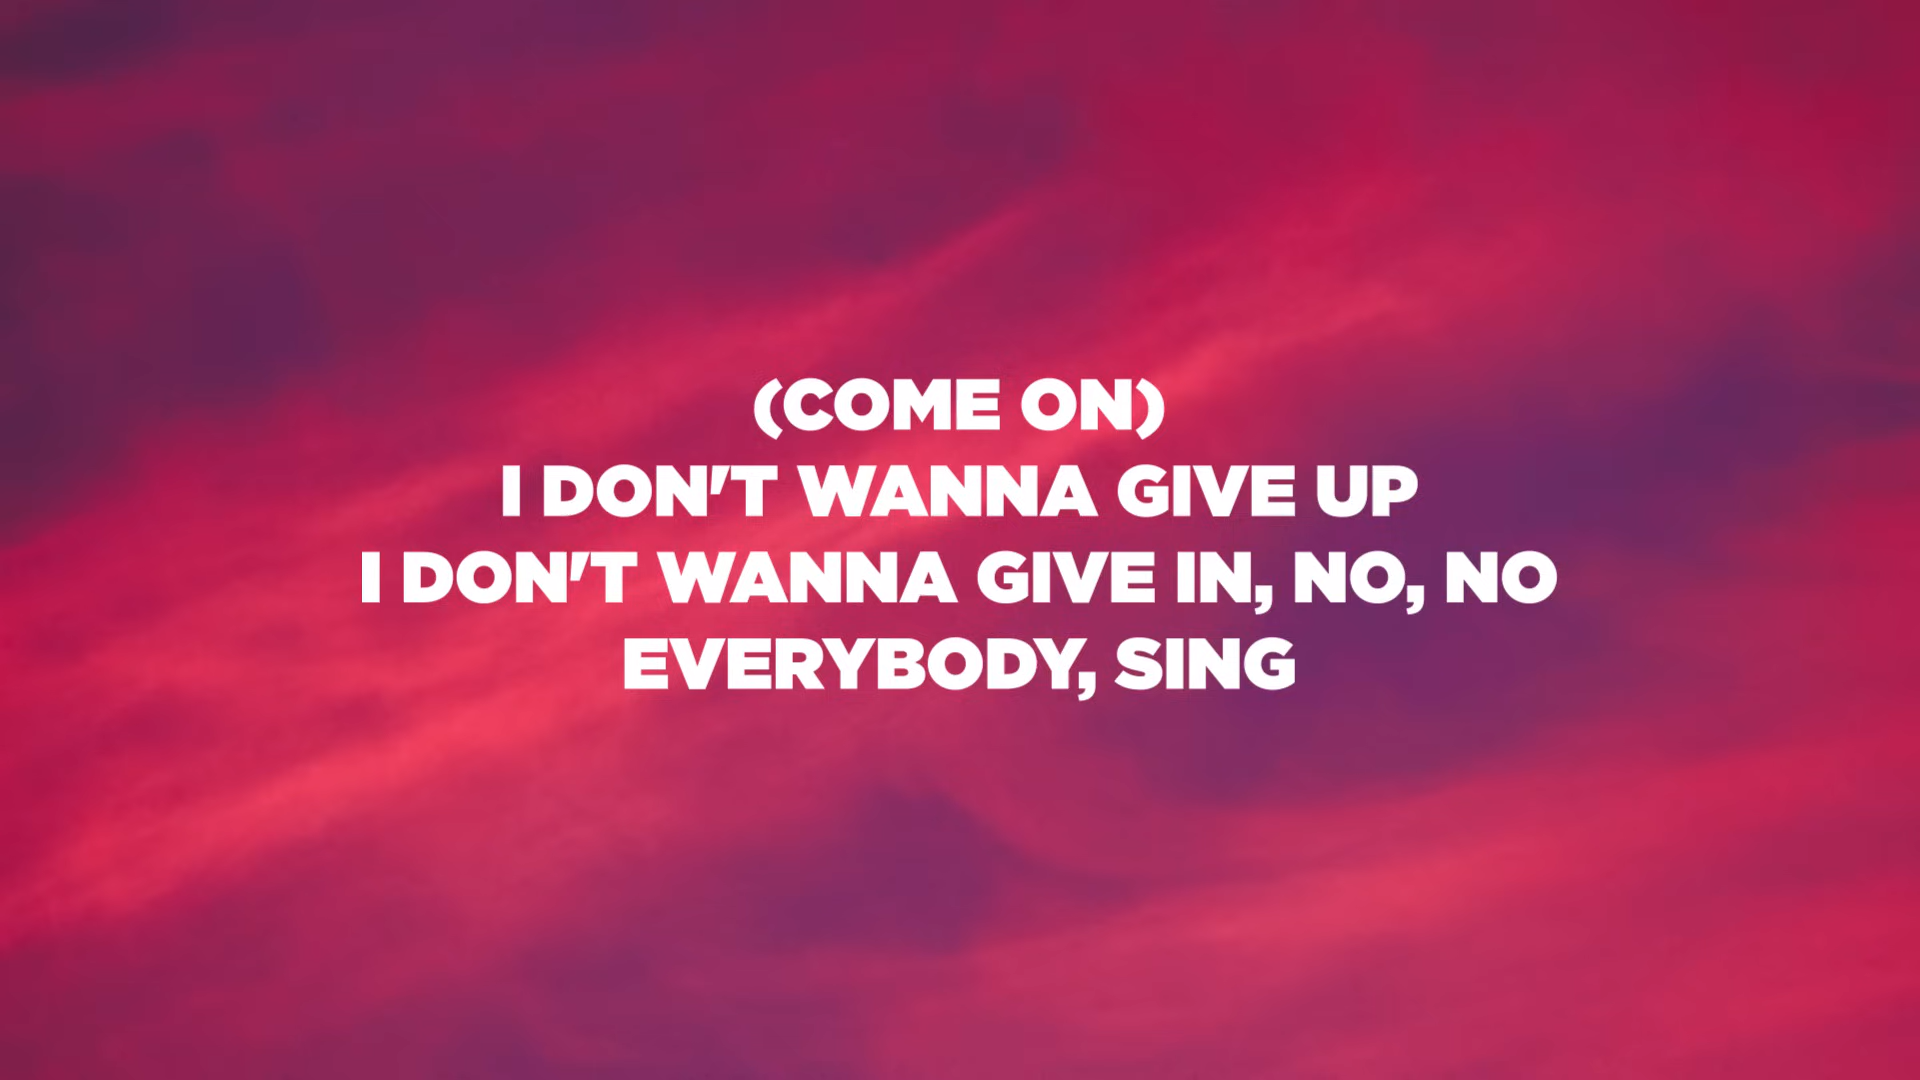 (COME ON)
I DON'T WANNA GIVE UP
I DON'T WANNA GIVE IN, NO, NO
EVERYBODY, SING